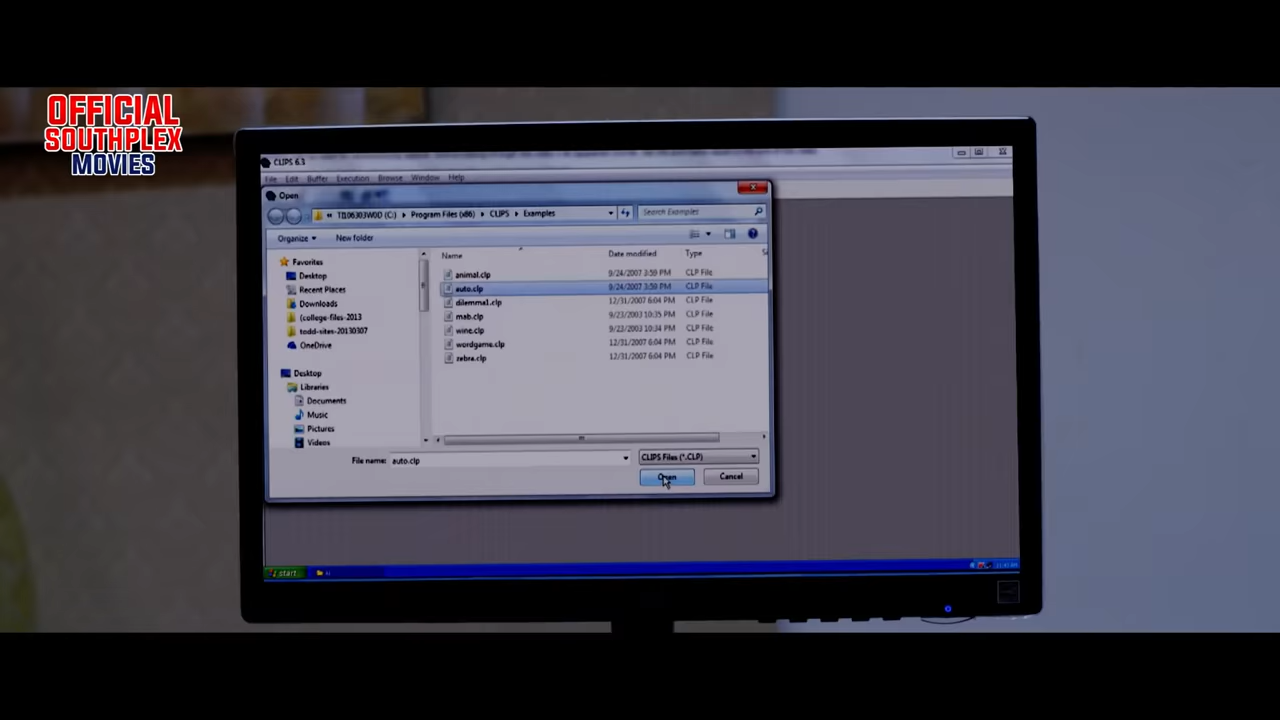 OFFICIAL
SOUTHPLEX
MOVIES
CLIPS 6.3
File Edit Buffer Execution Browse Window Help
Open
(C:) Program Files (x86) CLIPS Examples Search Examples
Organize New folder
Name Date modified Type
Favorites
Desktop
Recent Places
Downloads
(college-files-2013
todd-sites-20130307
OneDrive
Desktop
Libraries
Documents
Music
Pictures
Videos
animal.clp 9/24/2007 3:59 PM CLP File
auto.clp 9/24/2007 3:59 PM CLP File
dilemma1.clp 12/31/2007 6:04 PM CLP File
mab.clp 9/23/2003 10:35 PM CLP File
wine.clp 9/23/2003 10:34 PM CLP File
wordgame.clp 12/31/2007 6:04 PM CLP File
zebra.clp 12/31/2007 6:04 PM CLP File
File name: auto.clp CLIPS Files (*.CLP)
Open Cancel
start